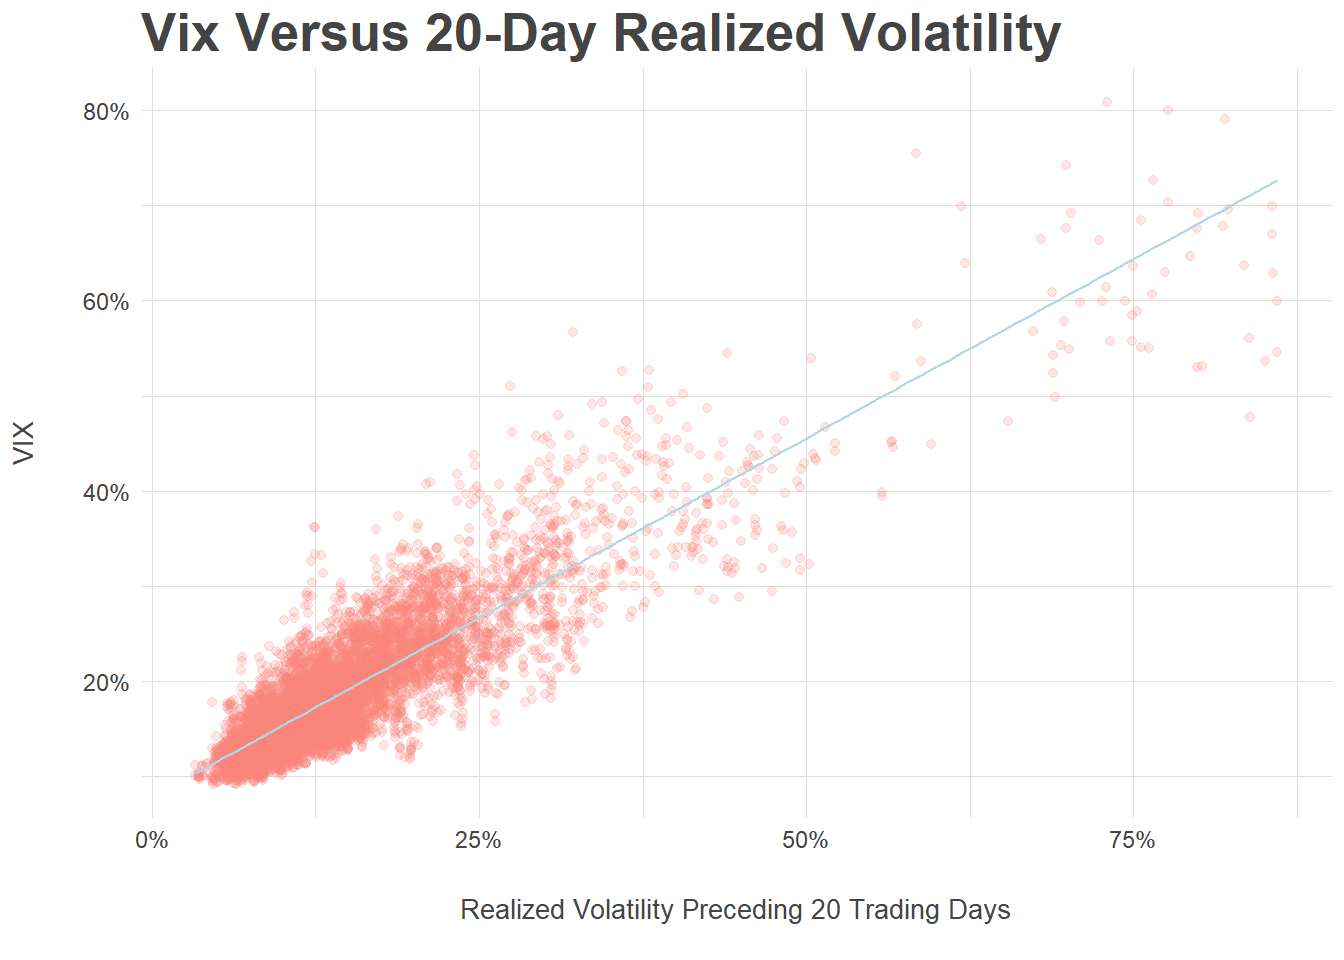 Vix Versus 20-Day Realized Volatility
80%
60%
VIX
40%
20%
0% 25% 50% 75%
Realized Volatility Preceding 20 Trading Days